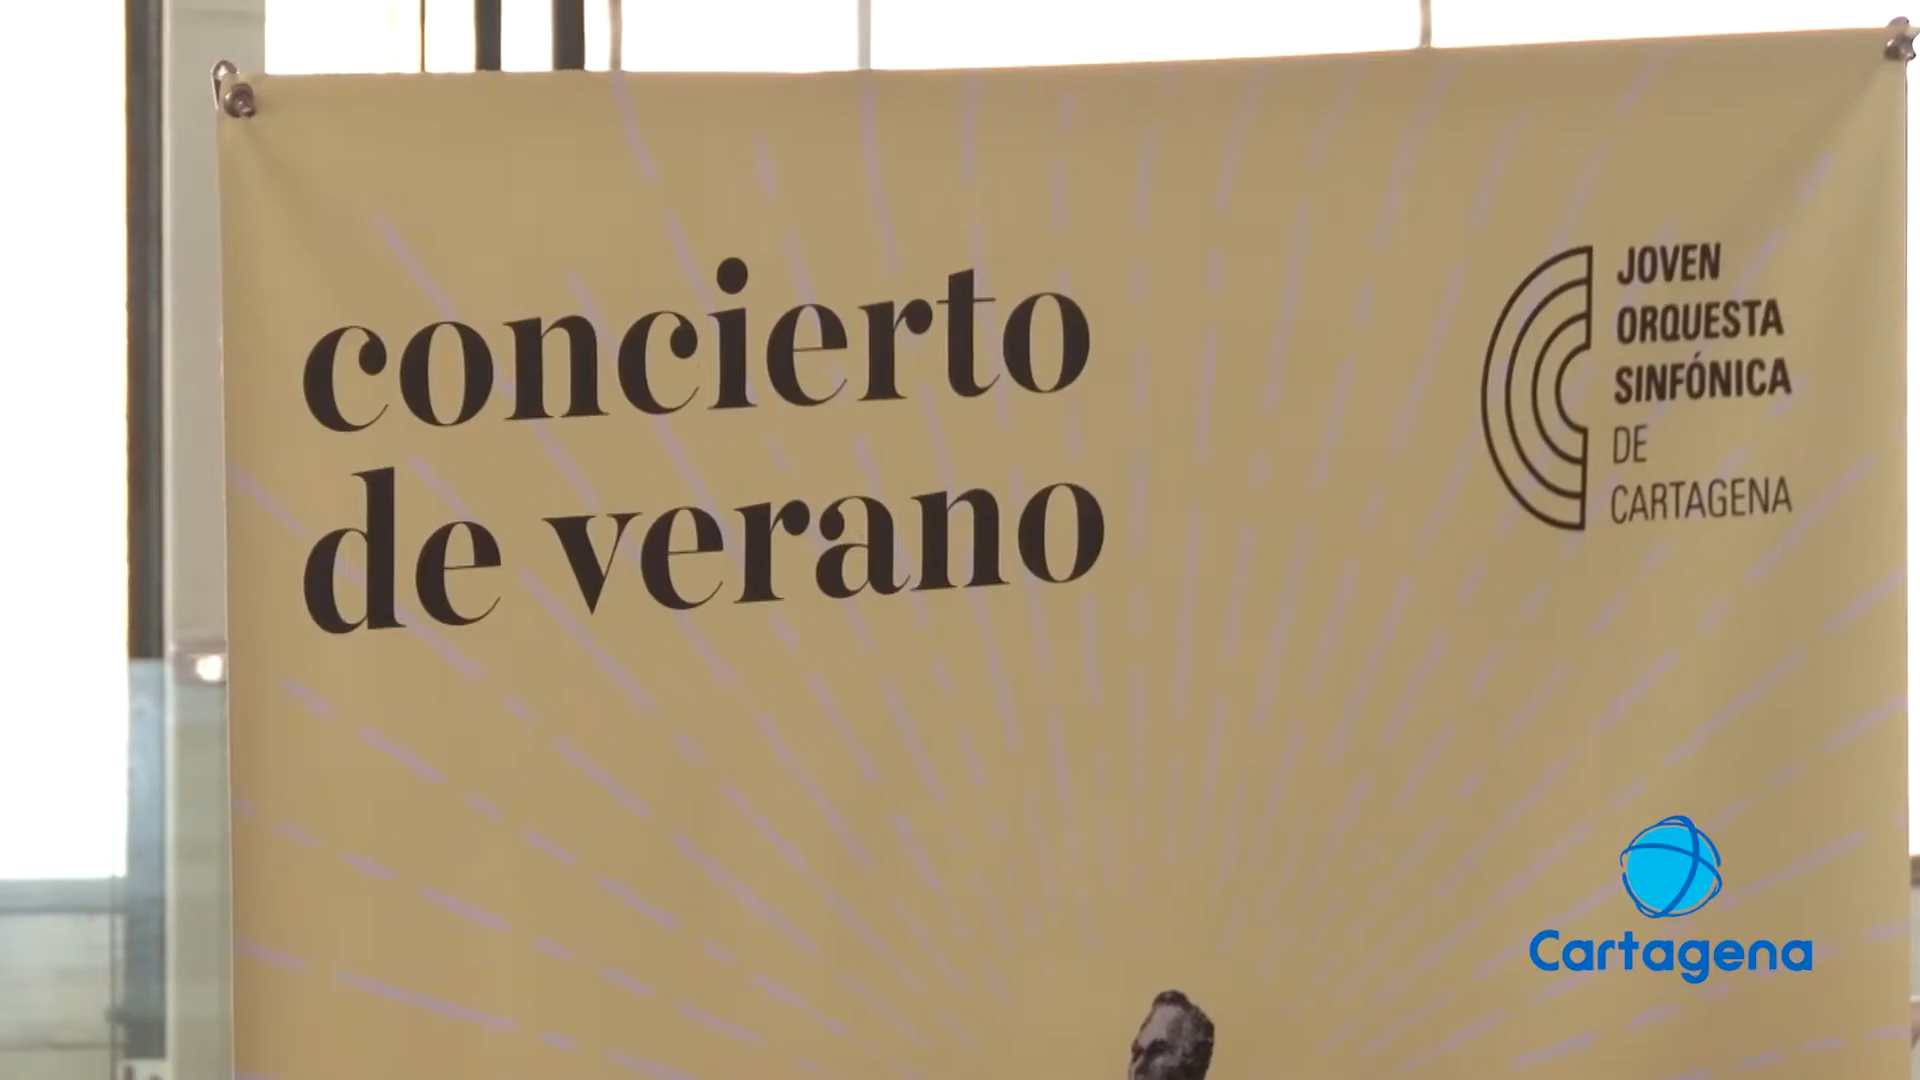 concierto
de verano
JOVEN
ORQUESTA
SINFÓNICA
DE
CARTAGENA
Cartagena